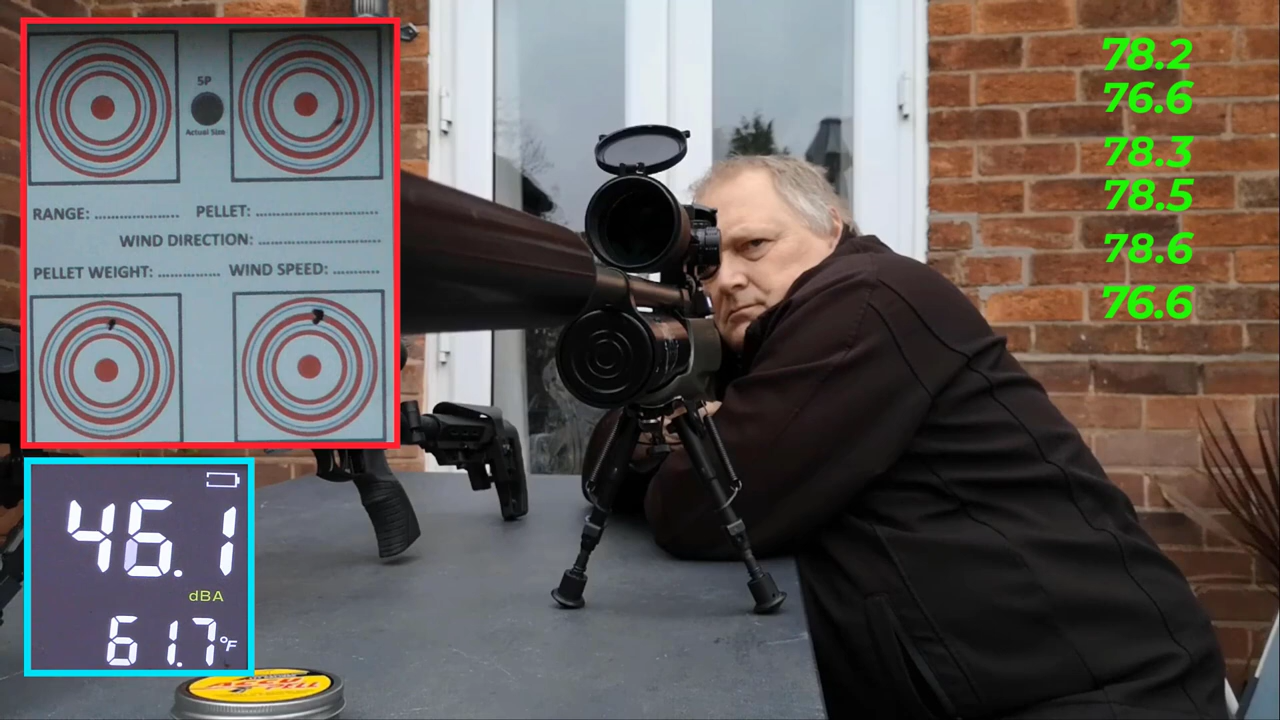 5P
Actual Size
RANGE: .....................
PELLET: ..............................
WIND DIRECTION: ..............................
PELLET WEIGHT: ...............
WIND SPEED: ...........
46.1
dBA
61.7°F
78.2
76.6
78.3
78.5
78.6
76.6